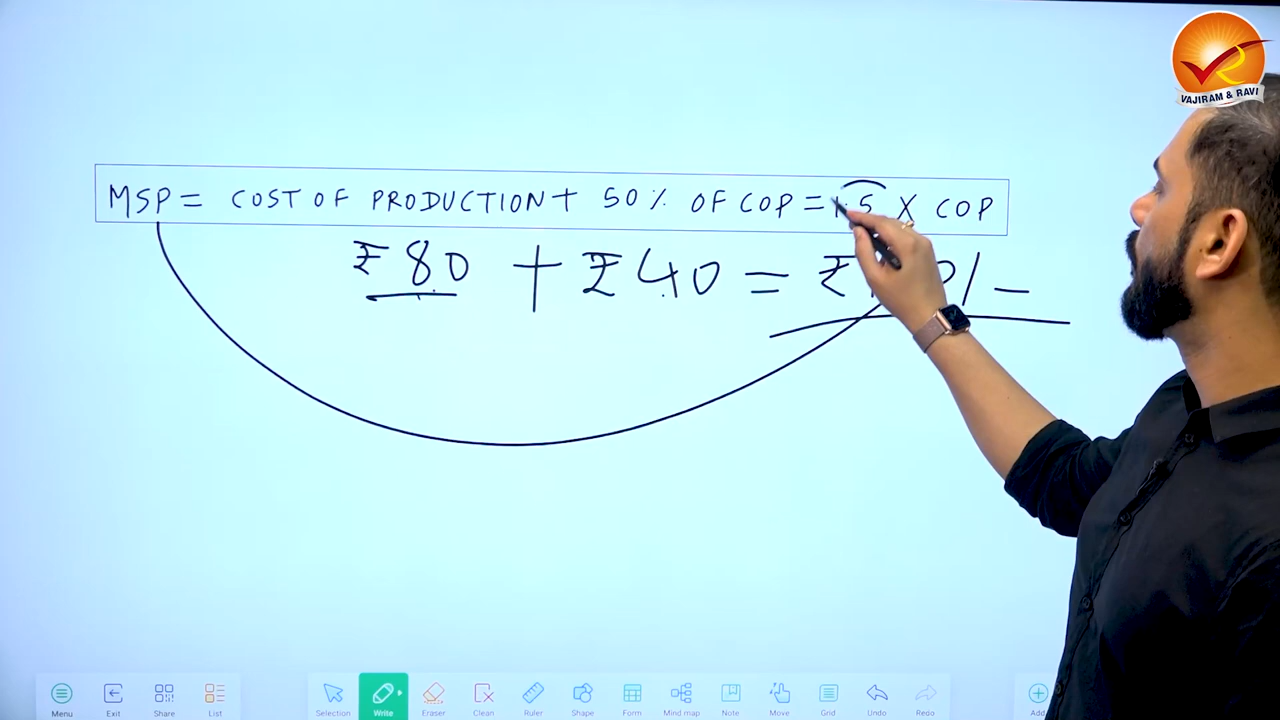 VAJIRAM & RAVI
MSP = COST OF PRODUCTION + 50% OF COP = 1.5 X COP
₹80 + ₹40 = ₹
Menu Exit Share List Selection Write Eraser Clean Ruler Shape Form Mind map Note Move Grid Undo Redo Add